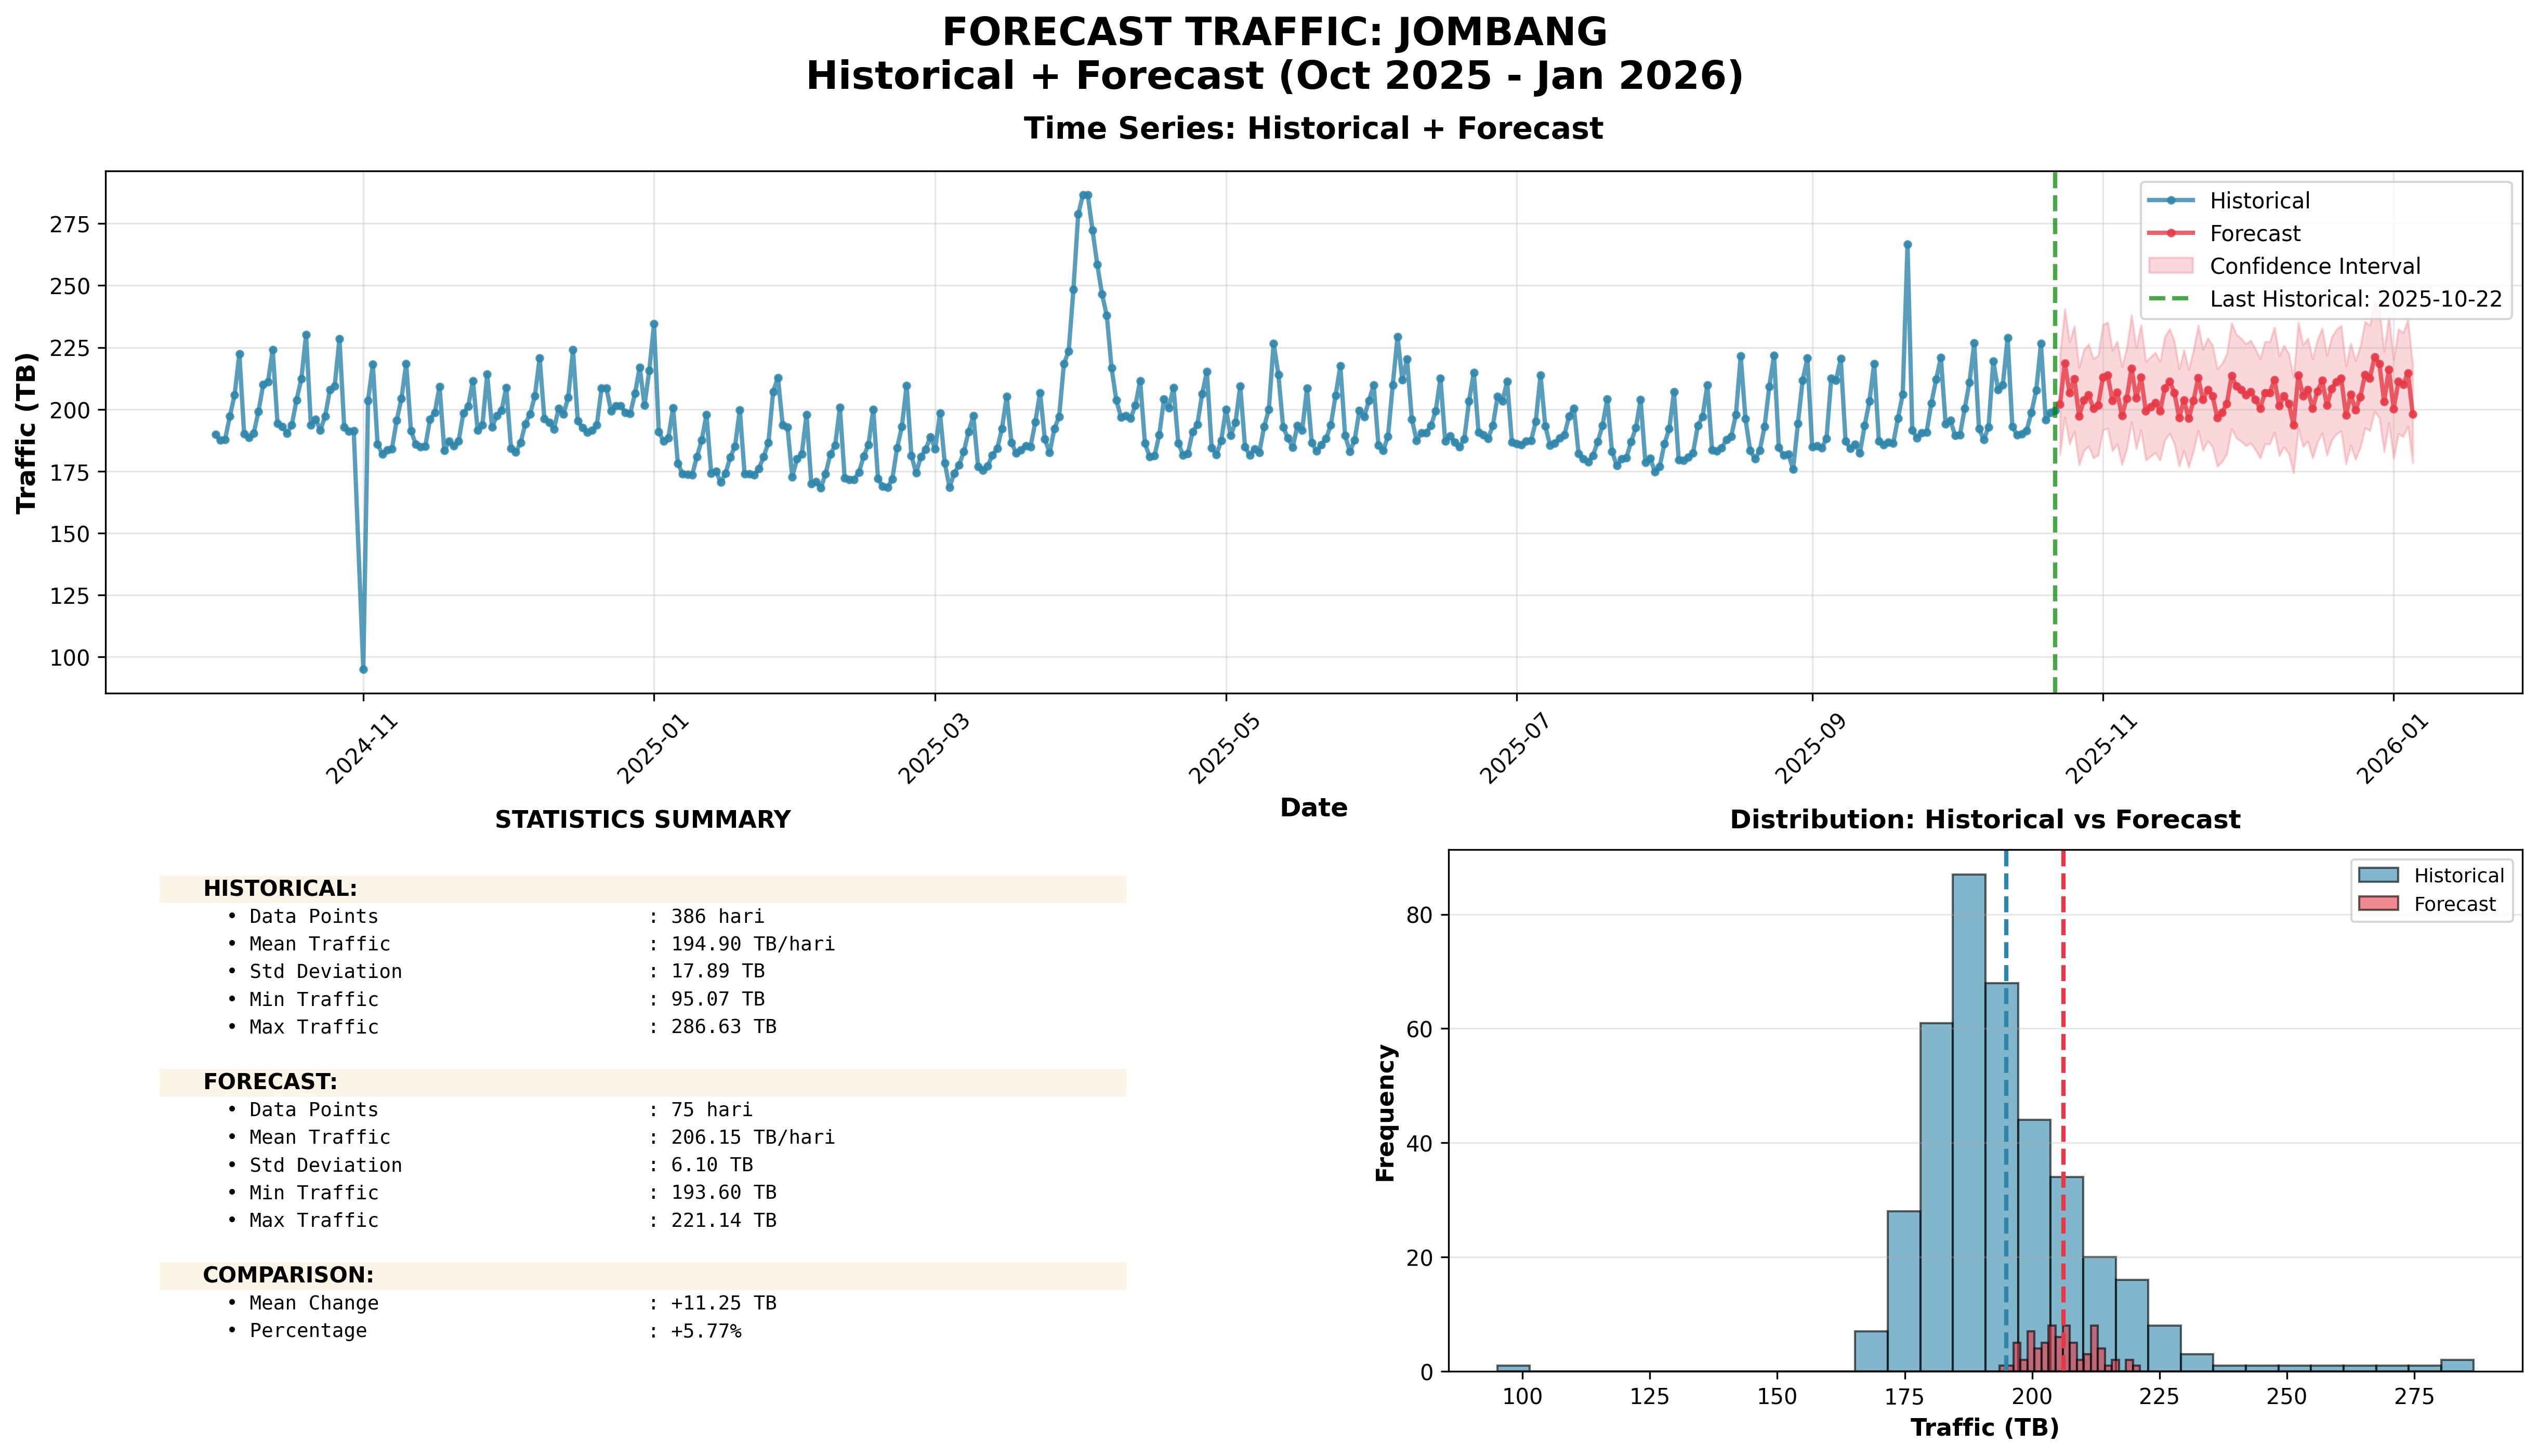 FORECAST TRAFFIC: JOMBANG
Historical + Forecast (Oct 2025 - Jan 2026)
Time Series: Historical + Forecast
Traffic (TB)
275
250
225
200
175
150
125
100
Historical
Forecast
Confidence Interval
Last Historical: 2025-10-22
2024-11
2025-01
2025-03
2025-05
2025-07
2025-09
2025-11
2026-01
Date
STATISTICS SUMMARY
HISTORICAL:
• Data Points : 386 hari
• Mean Traffic : 194.90 TB/hari
• Std Deviation : 17.89 TB
• Min Traffic : 95.07 TB
• Max Traffic : 286.63 TB
FORECAST:
• Data Points : 75 hari
• Mean Traffic : 206.15 TB/hari
• Std Deviation : 6.10 TB
• Min Traffic : 193.60 TB
• Max Traffic : 221.14 TB
COMPARISON:
• Mean Change : +11.25 TB
• Percentage : +5.77%
Distribution: Historical vs Forecast
Historical
Forecast
Frequency
80
60
40
20
0
100
125
150
175
200
225
250
275
Traffic (TB)